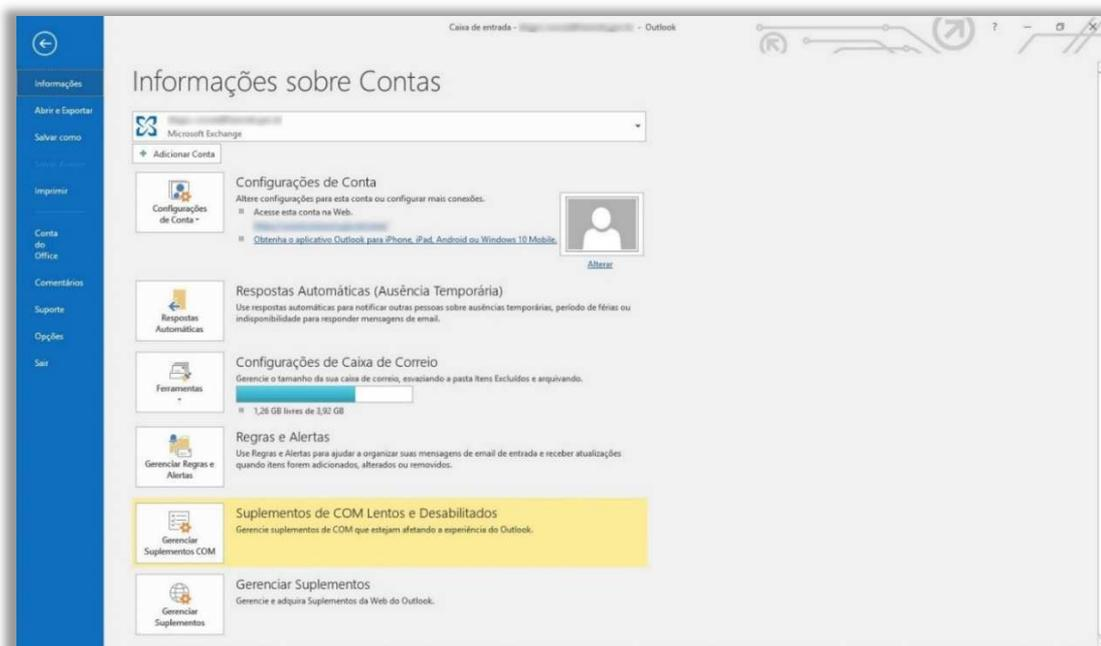 Caixa de entrada - - Outlook
?
Informações
Abrir e Exportar
Salvar como
Salvar Anexos
Imprimir
Conta
do
Office
Comentários
Suporte
Opções
Sair
Informações sobre Contas
Microsoft Exchange
Adicionar Conta
Configurações
de Conta
Configurações de Conta
Altere configurações para esta conta ou configurar mais conexões.
Acesse esta conta na Web.
Obtenha o aplicativo Outlook para iPhone, iPad, Android ou Windows 10 Mobile.
Alterar
Respostas
Automáticas
Respostas Automáticas (Ausência Temporária)
Use respostas automáticas para notificar outras pessoas sobre ausências temporárias, período de férias ou
indisponibilidade para responder mensagens de email.
Ferramentas
Configurações de Caixa de Correio
Gerencie o tamanho da sua caixa de correio, esvaziando a pasta Itens Excluídos e arquivando.
1,26 GB livres de 3,92 GB
Gerenciar Regras e
Alertas
Regras e Alertas
Use Regras e Alertas para ajudar a organizar suas mensagens de email de entrada e receber atualizações
quando itens forem adicionados, alterados ou removidos.
Gerenciar
Suplementos COM
Suplementos de COM Lentos e Desabilitados
Gerencie suplementos de COM que estejam afetando a experiência do Outlook.
Gerenciar
Suplementos
Gerenciar Suplementos
Gerencie e adquira Suplementos da Web do Outlook.